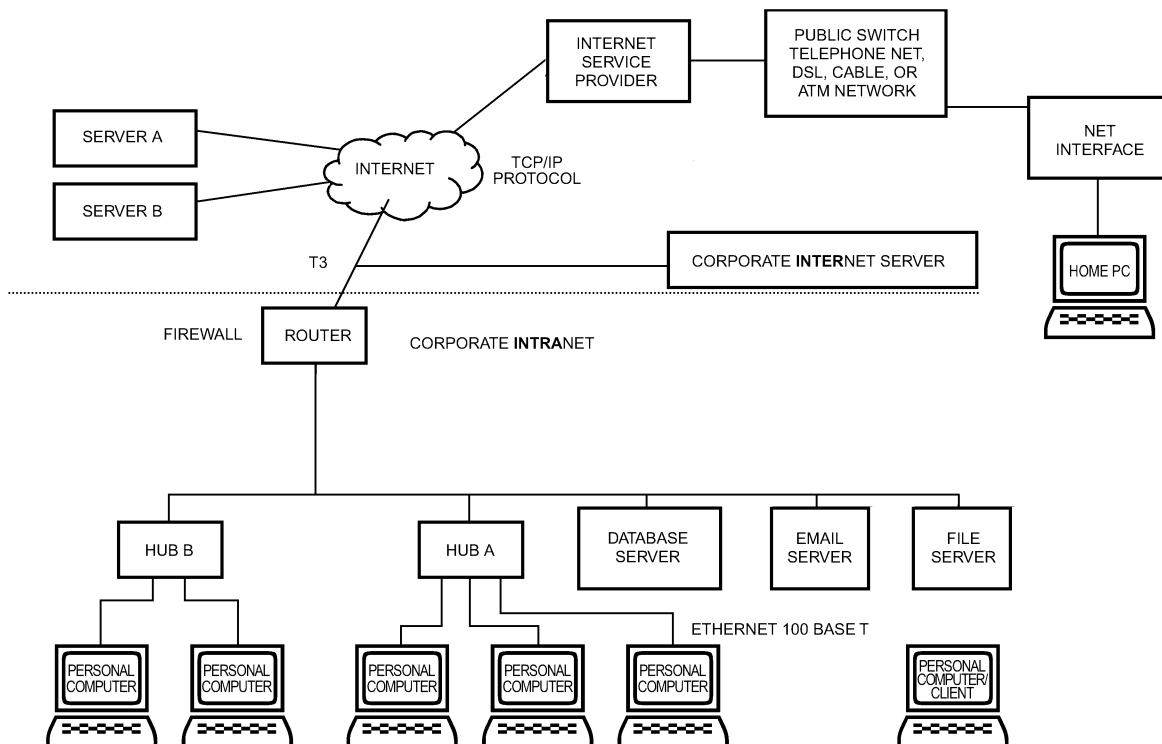 INTERNET
SERVICE
PROVIDER
PUBLIC SWITCH
TELEPHONE NET,
DSL, CABLE, OR
ATM NETWORK
NET
INTERFACE
SERVER A
SERVER B
INTERNET
TCP/IP
PROTOCOL
T3
CORPORATE INTERNET SERVER
HOME PC
FIREWALL
ROUTER
CORPORATE INTRANET
HUB B
HUB A
DATABASE
SERVER
EMAIL
SERVER
FILE
SERVER
ETHERNET 100 BASE T
PERSONAL
COMPUTER
PERSONAL
COMPUTER
PERSONAL
COMPUTER
PERSONAL
COMPUTER
PERSONAL
COMPUTER
PERSONAL
COMPUTER/
CLIENT